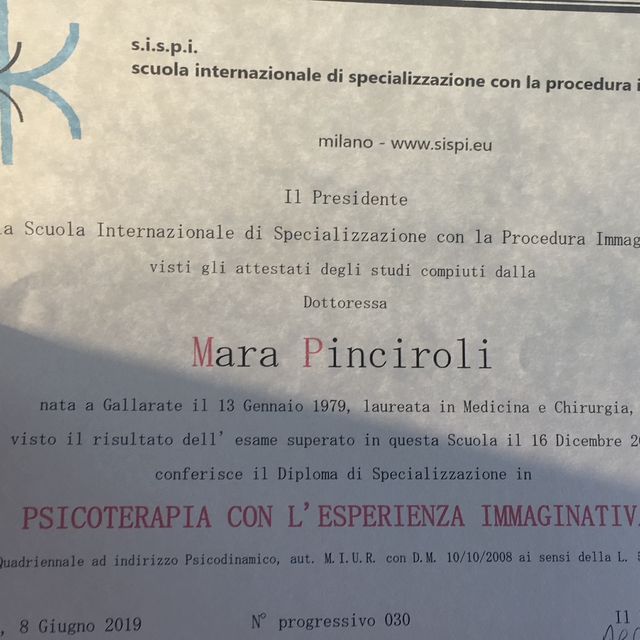 s.i.s.p.i.
scuola internazionale di specializzazione con la procedura
milano - www.sispi.eu
Il Presidente
Scuola Internazionale di Specializzazione con la Procedura
visti gli attestati degli studi compiuti dalla
Dottoressa
Mara Pinciroli
nata a Gallarate il 13 Gennaio 1979, laureata in Medicina e Chirurgia,
visto il risultato dell' esame superato in questa Scuola il 16 Dicembre
conferisce il Diploma di Specializzazione in
PSICOTERAPIA CON L'ESPERIENZA IMMAGINATIVA
Quadriennale ad indirizzo Psicodinamico, aut. M.I.U.R. con D.M. 10/10/2008 ai sensi della L.
8 Giugno 2019
N° progressivo 030
Il